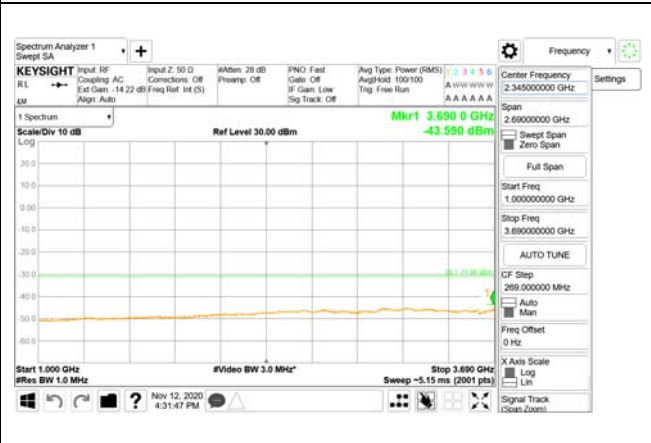 Spectrum Analyzer 1
Swept SA
Frequency
KEYSIGHT
Input: RF
Coupling: AC
Ext Gain: -14.22 dB
Align: Auto
Input Z: 50 Ω
Corrections: Off
Freq Ref: Int (S)
#Atten: 28 dB
Preamp: Off
PNO: Fast
Gate: Off
IF Gain: Low
Sig Track: Off
Avg Type: Power (RMS)
Avg|Hold: 100/100
Trig: Free Run
1 2 3 4 5 6
A W W W W W
A A A A A A
R L
1 Spectrum
Scale/Div 10 dB
Log
Ref Level 30.00 dBm
Mkr1 3.690 0 GHz
-43.590 dBm
20.0
10.0
0.00
-10.0
-20.0
-30.0
-40.0
-50.0
-60.0
1
Start 1.000 GHz
#Res BW 1.0 MHz
#Video BW 3.0 MHz*
Stop 3.690 GHz
Sweep ~5.15 ms (2001 pts)
Nov 12, 2020
4:31:47 PM
Center Frequency
2.345000000 GHz
Span
2.69000000 GHz
Swept Span
Zero Span
Full Span
Start Freq
1.000000000 GHz
Stop Freq
3.690000000 GHz
AUTO TUNE
CF Step
269.000000 MHz
Auto
Man
Freq Offset
0 Hz
X Axis Scale
Log
Lin
Signal Track
(Span Zoom)
Settings